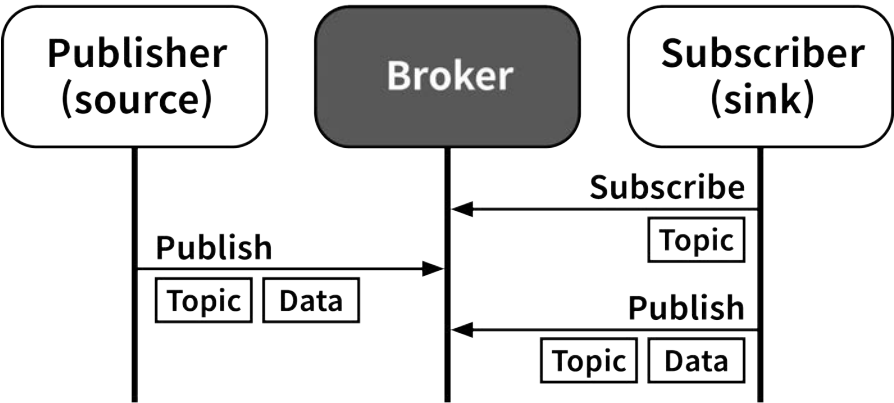 Publisher
(source)
Broker
Subscriber
(sink)
Subscribe
Topic
Publish
Topic Data
Publish
Topic Data